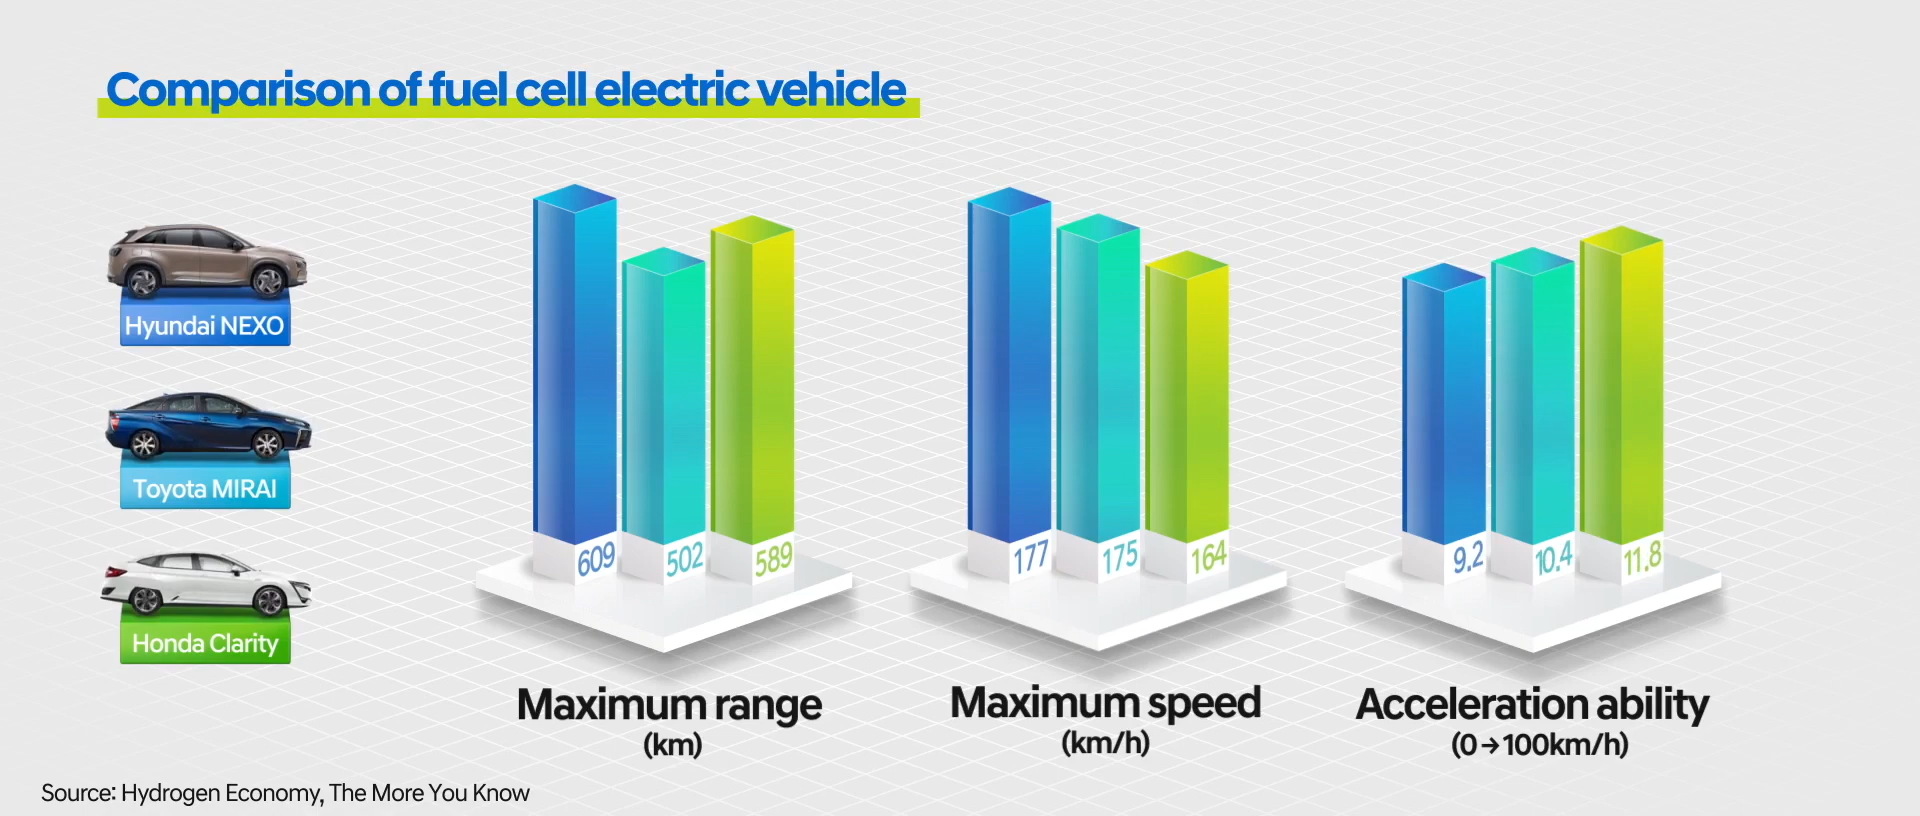 Comparison of fuel cell electric vehicle
Hyundai NEXO
Toyota MIRAI
Honda Clarity
609
502
589
Maximum range
(km)
177
175
164
Maximum speed
(km/h)
9.2
10.4
11.8
Acceleration ability
(0→100km/h)
Source: Hydrogen Economy, The More You Know